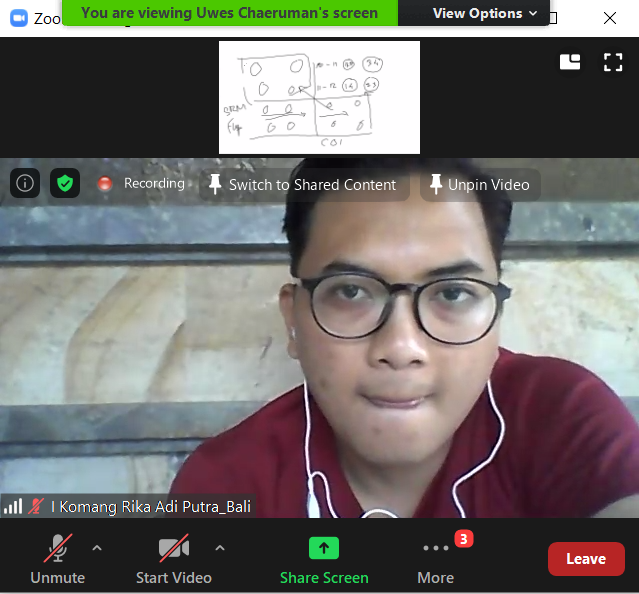 Zoo
You are viewing Uwes Chaeruman's screen
View Options
Recording
Switch to Shared Content
Unpin Video
I Komang Rika Adi Putra_Bali
3
Unmute
Start Video
Share Screen
More
Leave